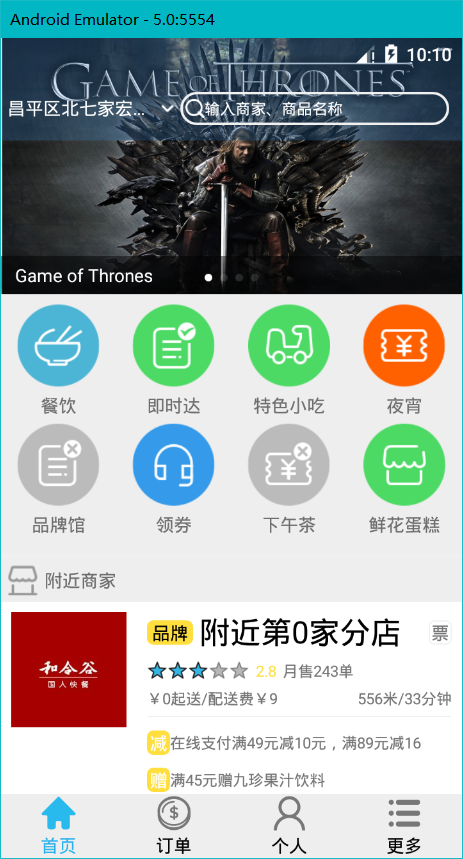 Android Emulator - 5.0:5554
10:10
GAME OF THRONES
昌平区北七家宏...
输入商家、商品名称
Game of Thrones
餐饮 即时达 特色小吃 夜宵
品牌馆 领券 下午茶 鲜花蛋糕
附近商家
和合谷
国人快餐
品牌 附近第0家分店 票
2.8 月售243单
￥0起送/配送费￥9 556米/33分钟
减 在线支付满49元减10元，满89元减16
赠 满45元赠九珍果汁饮料
首页 订单 个人 更多